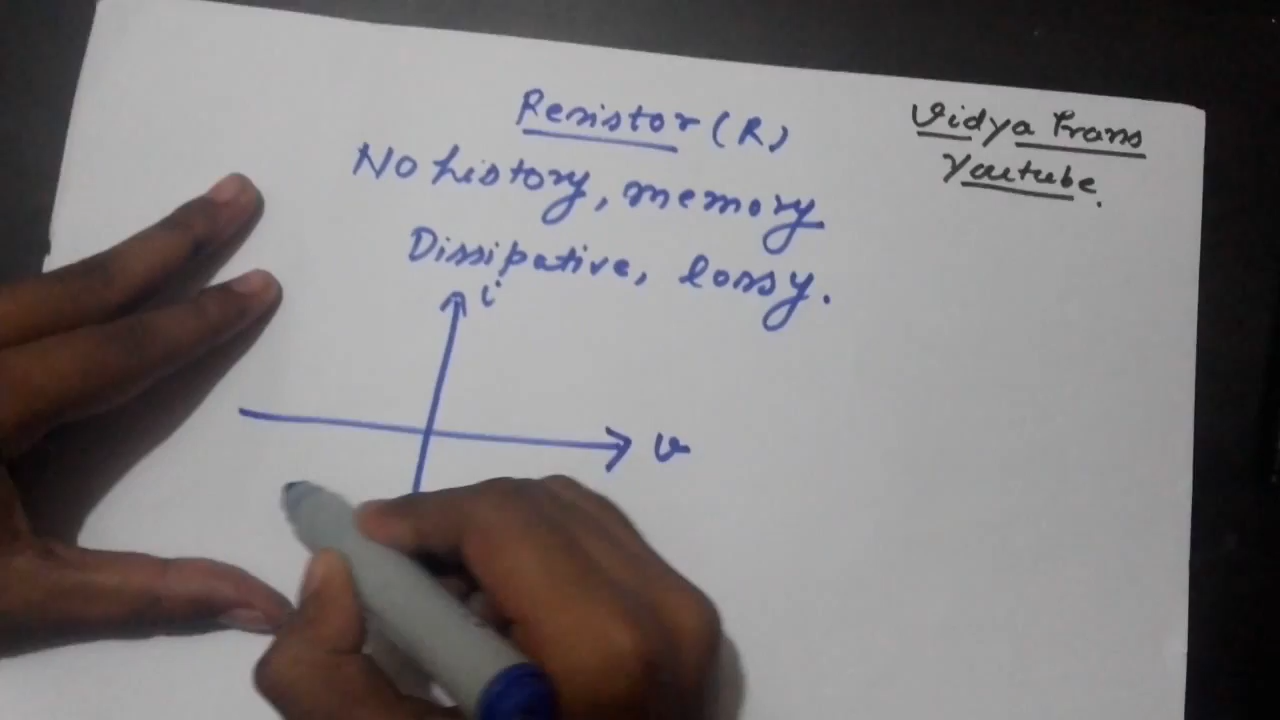 Resistor (R)
No history, memory
Dissipative, lossy.
i
v
Vidya Trans
Youtube.